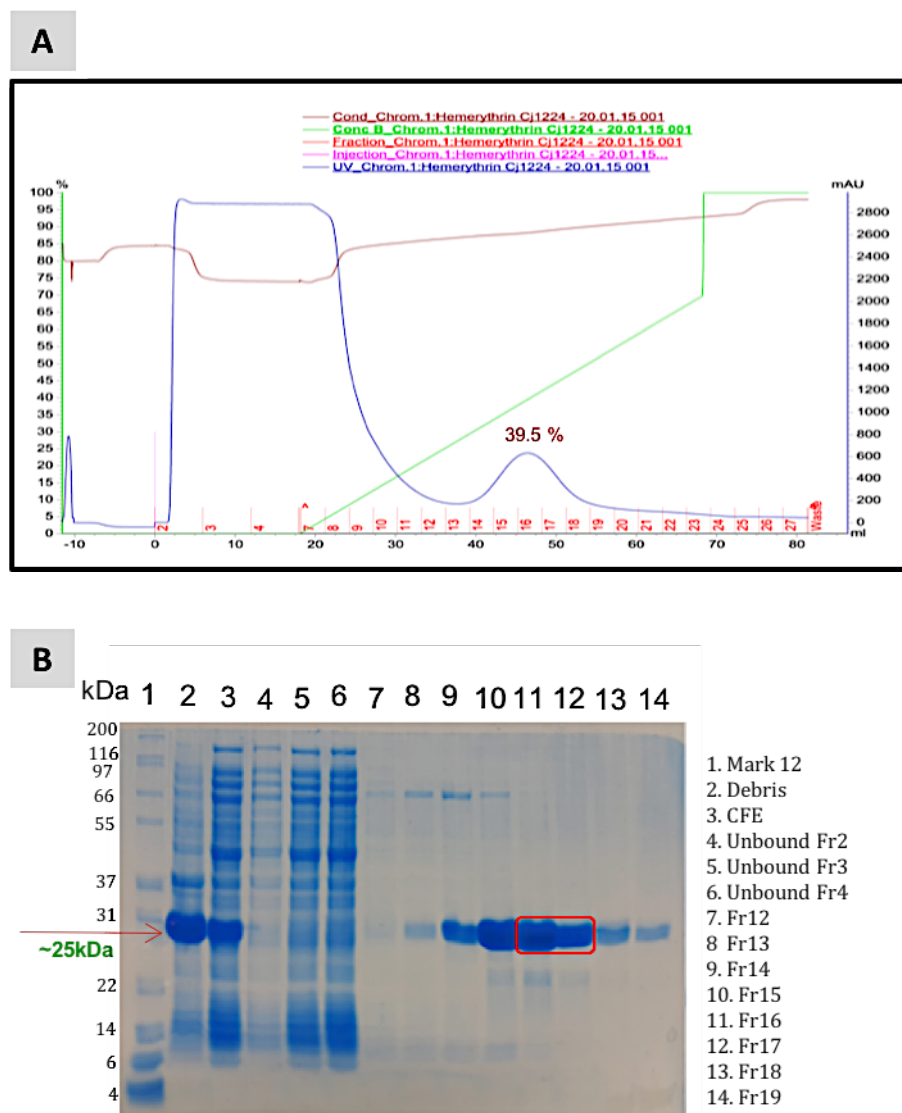 A
Cond_Chrom.1:Hemerythrin Cj1224 - 20.01.15 001
Conc B_Chrom.1:Hemerythrin Cj1224 - 20.01.15 001
Fraction_Chrom.1:Hemerythrin Cj1224 - 20.01.15 001
Injection_Chrom.1:Hemerythrin Cj1224 - 20.01.15...
UV_Chrom.1:Hemerythrin Cj1224 - 20.01.15 001
% mAU
100
95
90
85
80
75
70
65
60
55
50
45
40
35
30
25
20
15
10
5
0
2800
2600
2400
2200
2000
1800
1600
1400
1200
1000
800
600
400
200
0
39.5 %
A
2 3 4 7 8 9 10 11 12 13 14 15 16 17 18 19 20 21 22 23 24 25 26 27 Waste
-10 0 10 20 30 40 50 60 70 80 ml
B
kDa 1 2 3 4 5 6 7 8 9 10 11 12 13 14
200
116
97
66
55
37
31
~25kDa
22
14
6
4
1. Mark 12
2. Debris
3. CFE
4. Unbound Fr2
5. Unbound Fr3
6. Unbound Fr4
7. Fr12
8 Fr13
9. Fr14
10. Fr15
11. Fr16
12. Fr17
13. Fr18
14. Fr19